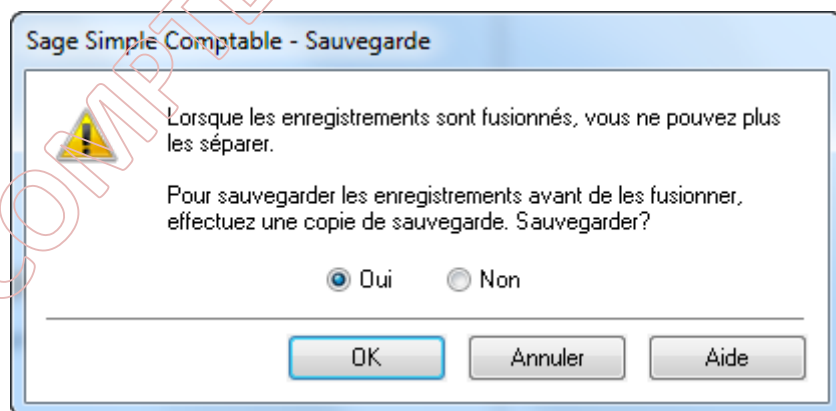 Sage Simple Comptable - Sauvegarde
Lorsque les enregistrements sont fusionnés, vous ne pouvez plus
les séparer.
Pour sauvegarder les enregistrements avant de les fusionner,
effectuez une copie de sauvegarde. Sauvegarder?
Oui Non
OK Annuler Aide
COMPTE